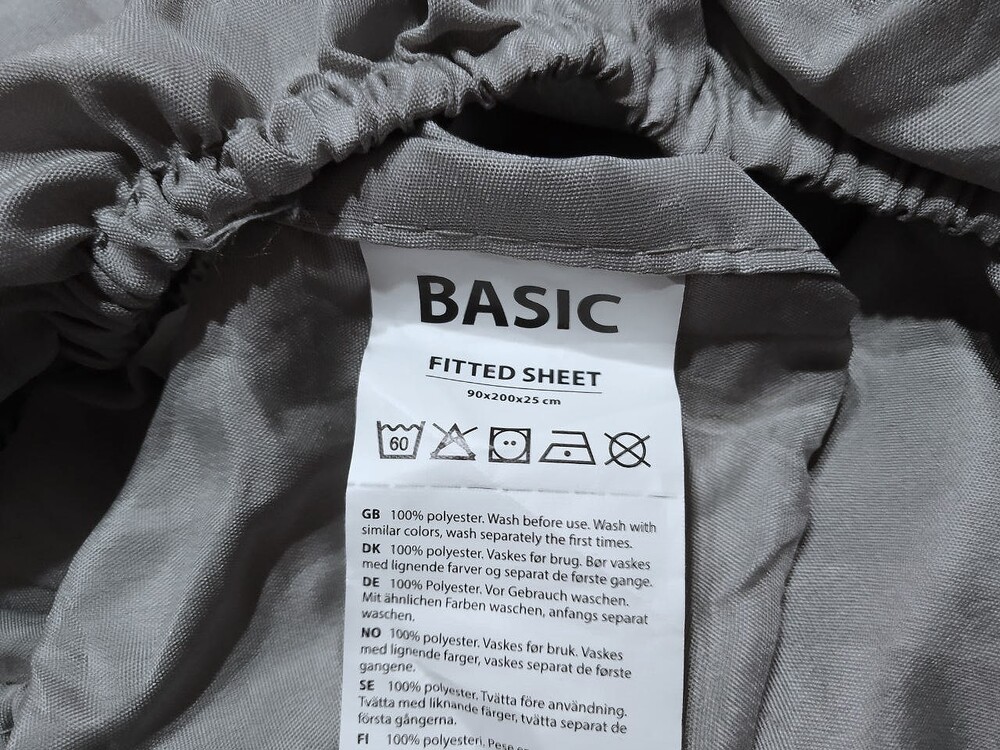 BASIC
FITTED SHEET
90x200x25 cm
60
GB 100% polyester. Wash before use. Wash with
similar colors, wash separately the first times.
DK 100% polyester. Vaskes før brug. Bør vaskes
med lignende farver og separat de første gange.
DE 100% Polyester. Vor Gebrauch waschen.
Mit ähnlichen Farben waschen, anfangs separat
waschen.
NO 100% polyester. Vaskes før bruk. Vaskes
med lignende farger, vaskes separat de første
gangene.
SE 100% polyester. Tvätta före användning.
Tvätta med liknande färger, tvätta separat de
första gångerna.
FI 100% polyesteri. Pese